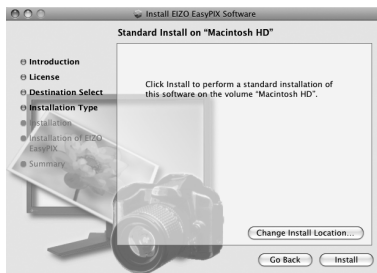 Install EIZO EasyPIX Software
Standard Install on “Macintosh HD”
Introduction
License
Destination Select
Installation Type
Installation
Installation of EIZO
EasyPIX
Summary
Click Install to perform a standard installation of
this software on the volume “Macintosh HD”.
Change Install Location...
Go Back
Install